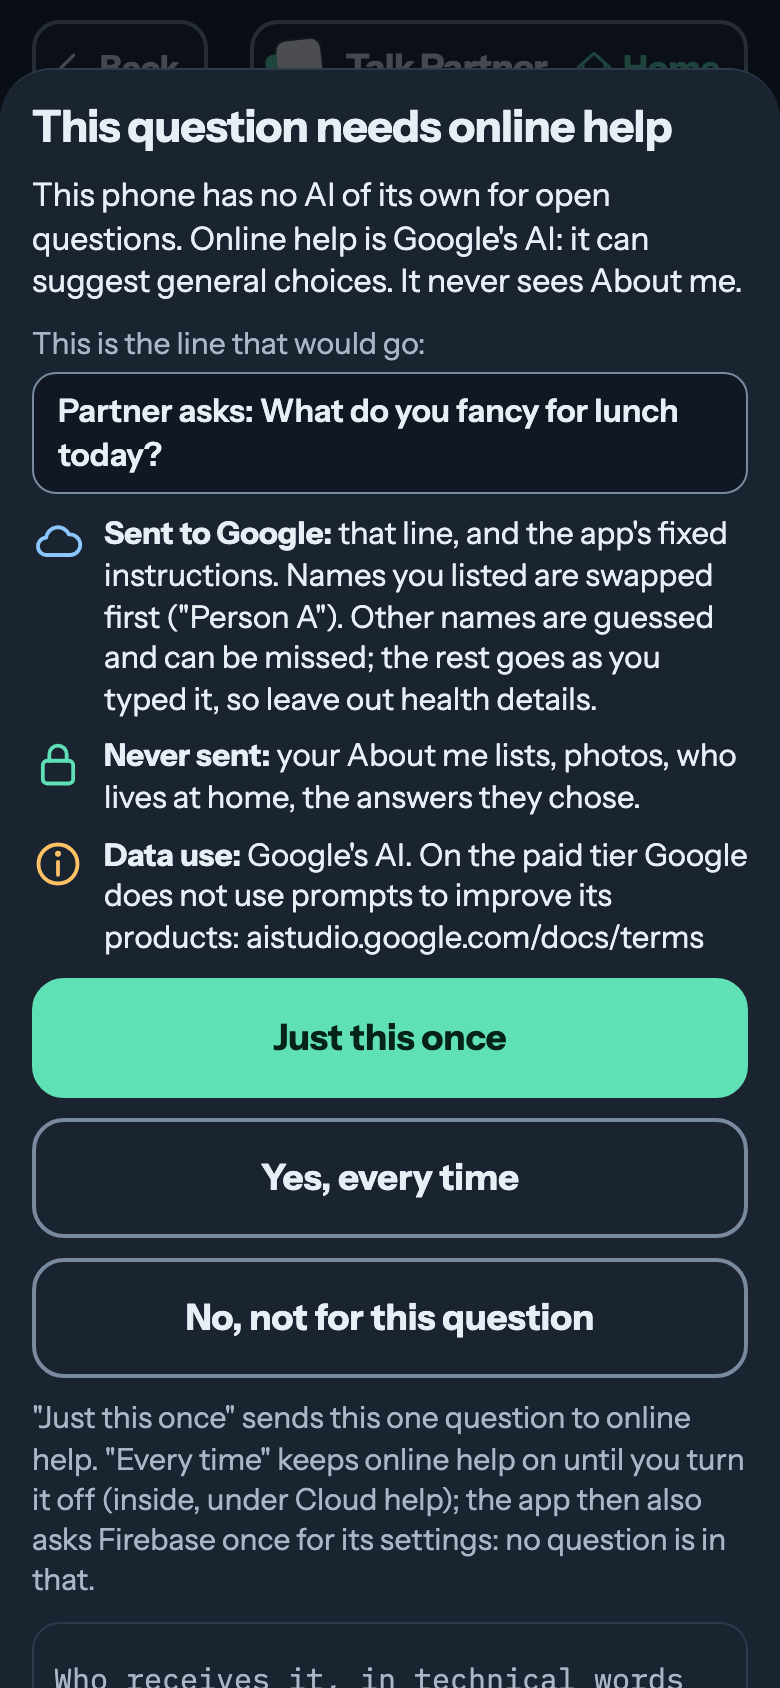 Back
Talk Partner
Home
This question needs online help
This phone has no AI of its own for open
questions. Online help is Google's AI: it can
suggest general choices. It never sees About me.
This is the line that would go:
Partner asks: What do you fancy for lunch
today?
Sent to Google: that line, and the app's fixed
instructions. Names you listed are swapped
first ("Person A"). Other names are guessed
and can be missed; the rest goes as you
typed it, so leave out health details.
Never sent: your About me lists, photos, who
lives at home, the answers they chose.
Data use: Google's AI. On the paid tier Google
does not use prompts to improve its
products: aistudio.google.com/docs/terms
Just this once
Yes, every time
No, not for this question
"Just this once" sends this one question to online
help. "Every time" keeps online help on until you turn
it off (inside, under Cloud help); the app then also
asks Firebase once for its settings: no question is in
that.
Who receives it, in technical words